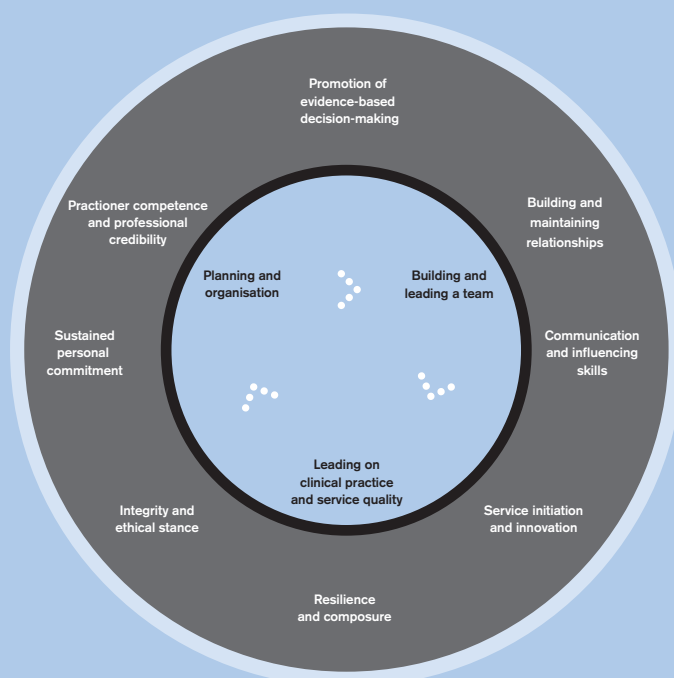 Promotion of
evidence-based
decision-making
Practioner competence
and professional
credibility
Building and
maintaining
relationships
Planning and
organisation
Building and
leading a team
Sustained
personal
commitment
Communication
and influencing
skills
Leading on
clinical practice
and service quality
Integrity and
ethical stance
Service initiation
and innovation
Resilience
and composure